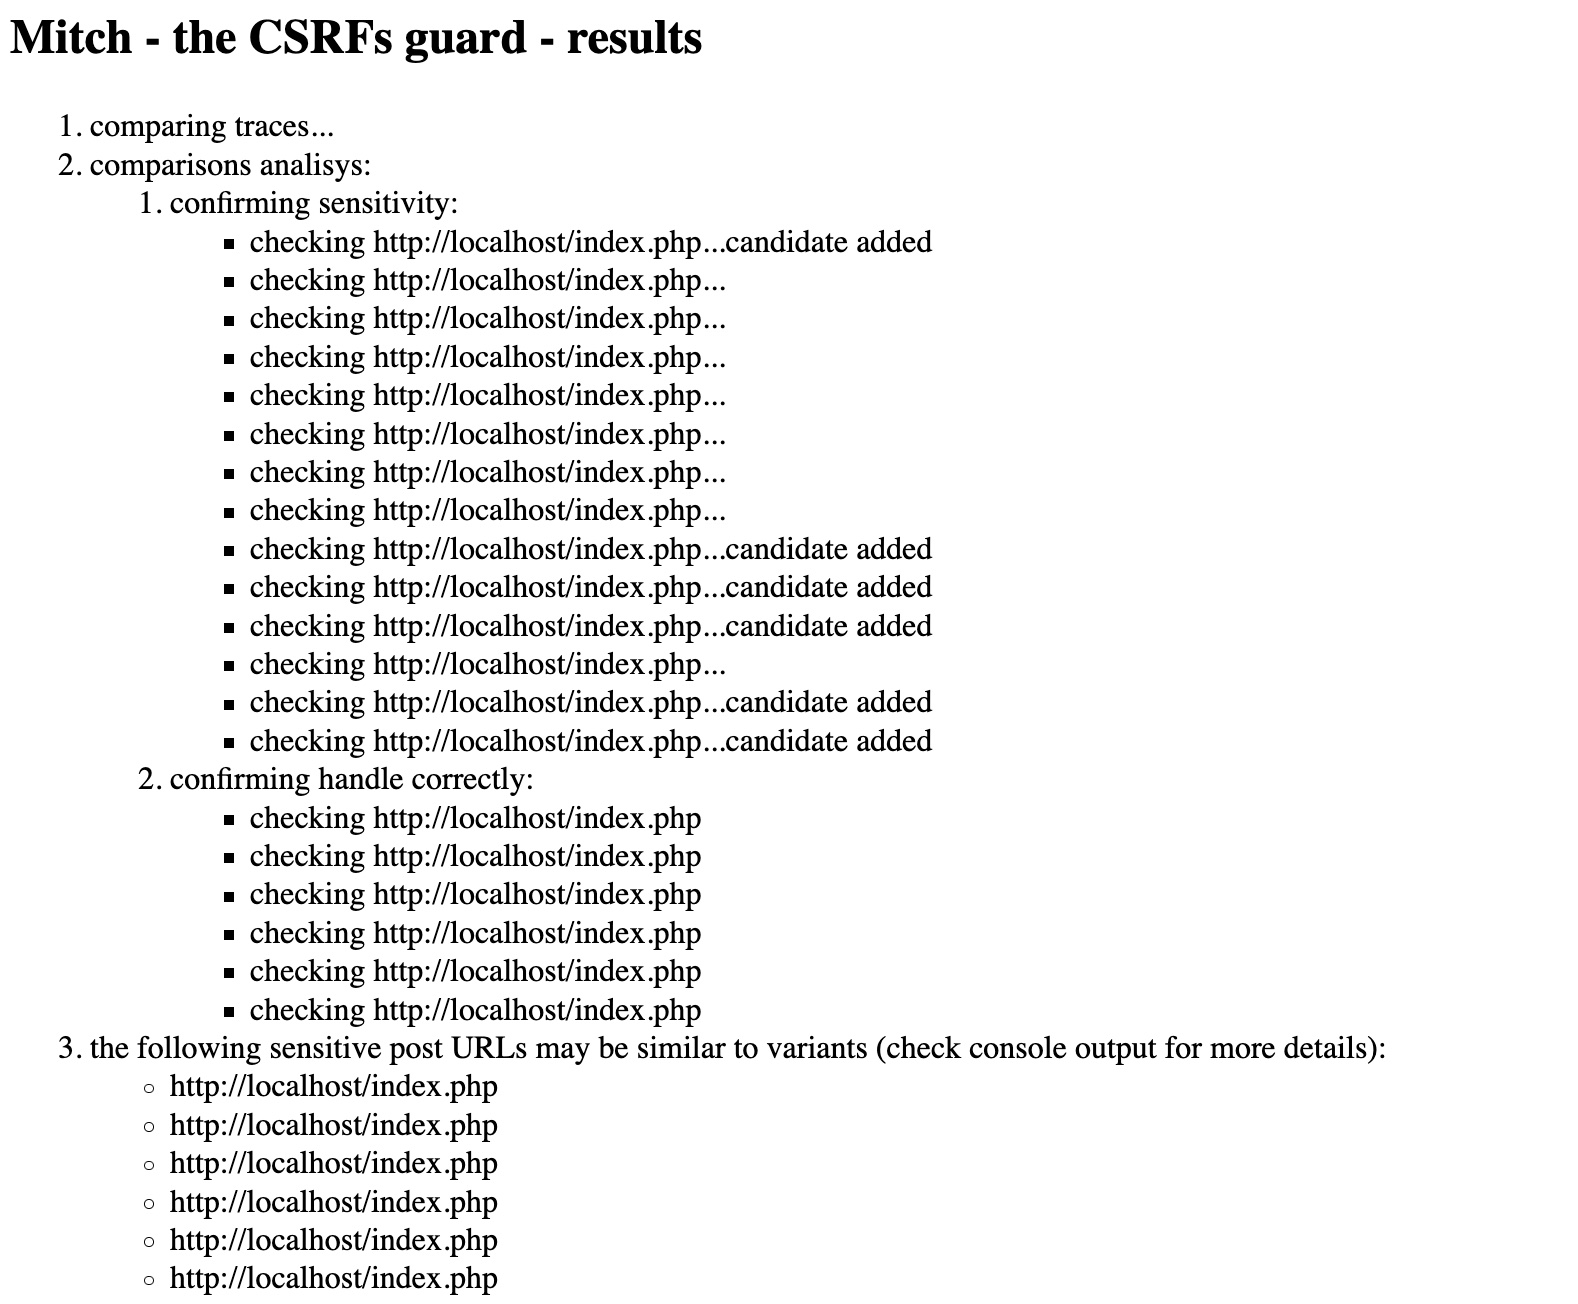 Mitch - the CSRFs guard - results
1. comparing traces...
2. comparisons analisys:
1. confirming sensitivity:
▪ checking http://localhost/index.php...candidate added
▪ checking http://localhost/index.php...
▪ checking http://localhost/index.php...
▪ checking http://localhost/index.php...
▪ checking http://localhost/index.php...
▪ checking http://localhost/index.php...
▪ checking http://localhost/index.php...
▪ checking http://localhost/index.php...
▪ checking http://localhost/index.php...candidate added
▪ checking http://localhost/index.php...candidate added
▪ checking http://localhost/index.php...candidate added
▪ checking http://localhost/index.php...
▪ checking http://localhost/index.php...candidate added
▪ checking http://localhost/index.php...candidate added
2. confirming handle correctly:
▪ checking http://localhost/index.php
▪ checking http://localhost/index.php
▪ checking http://localhost/index.php
▪ checking http://localhost/index.php
▪ checking http://localhost/index.php
▪ checking http://localhost/index.php
3. the following sensitive post URLs may be similar to variants (check console output for more details):
○ http://localhost/index.php
○ http://localhost/index.php
○ http://localhost/index.php
○ http://localhost/index.php
○ http://localhost/index.php
○ http://localhost/index.php